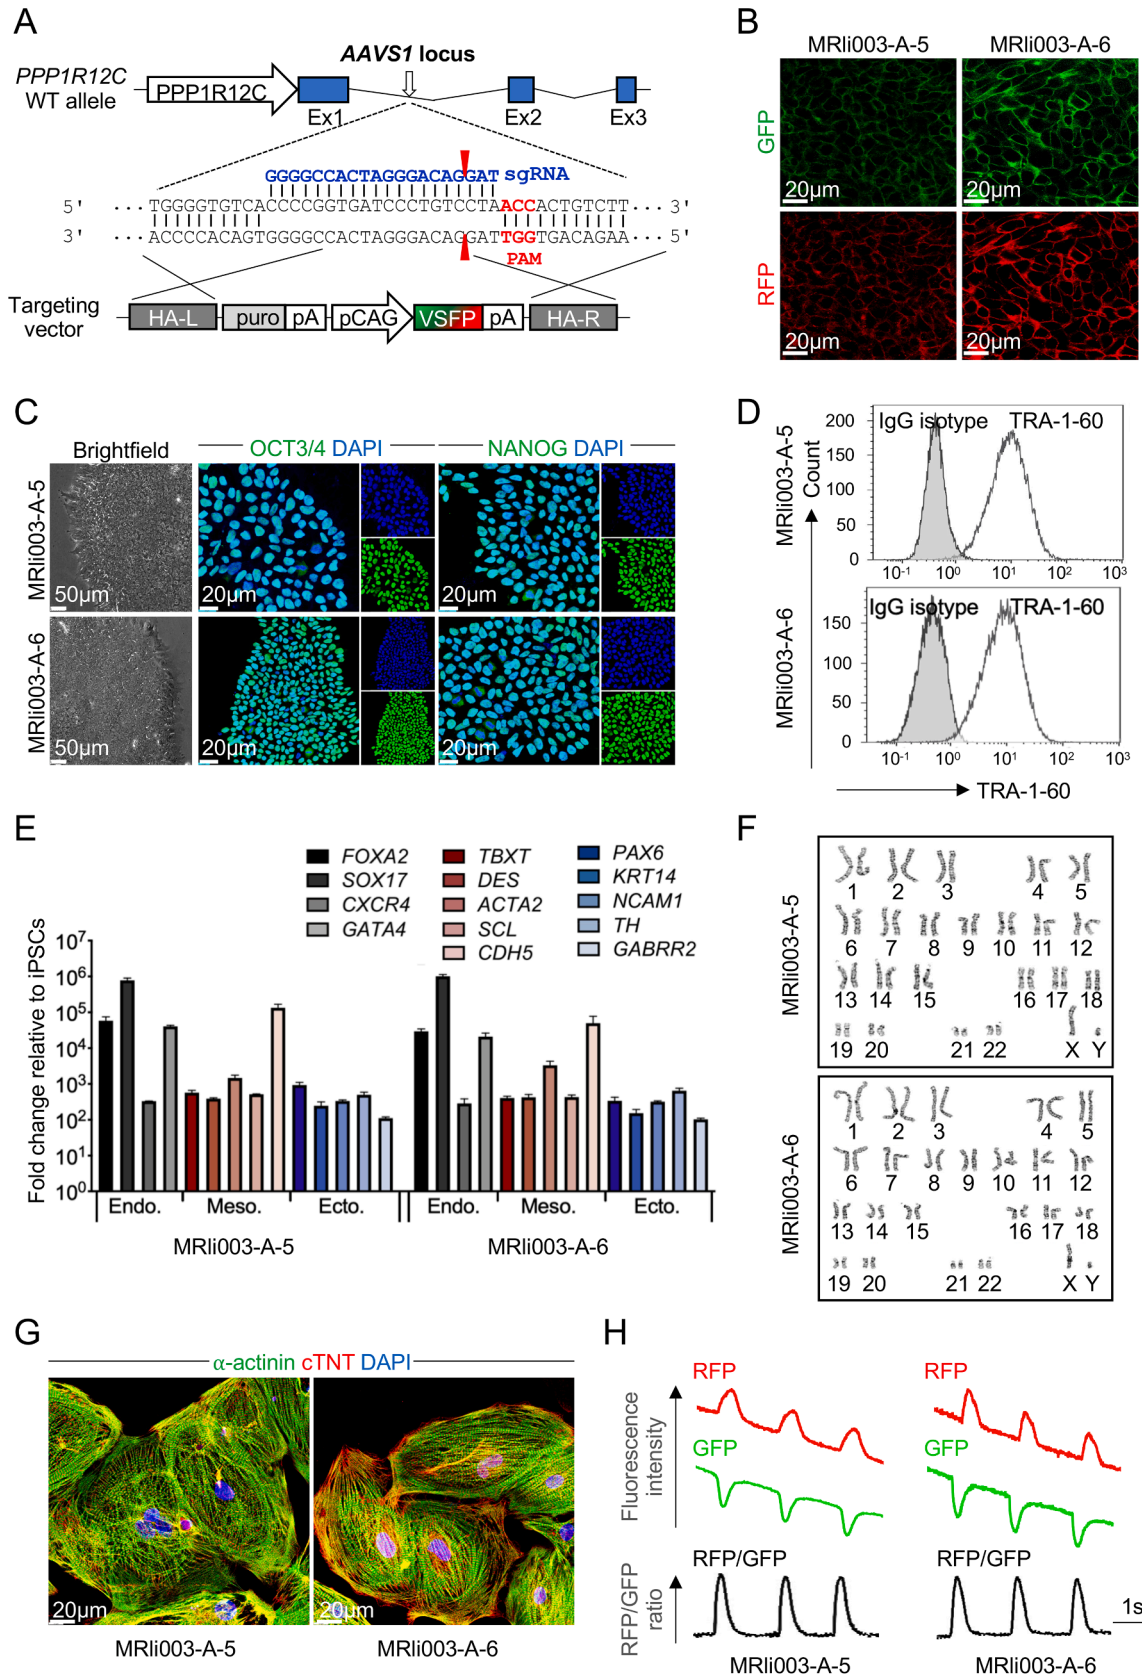 A
AAVS1 locus
PPP1R12C
WT allele
PPP1R12C
Ex1
Ex2
Ex3
GGGGCCACTAGGGACAGGAT sgRNA
5' ... TGGGGTGTCACCCCGGTGATCCCTGTCCTAACCACTGTCTT ... 3'
3' ... ACCCCACAGTGGGGCCACTAGGGACAGGATTGGTGACAGAA ... 5'
PAM
Targeting
vector
HA-L
puro
pA
pCAG
VSFP
pA
HA-R
B
MRli003-A-5
MRli003-A-6
GFP
20µm
20µm
RFP
20µm
20µm
C
Brightfield
OCT3/4 DAPI
NANOG DAPI
MRli003-A-5
50µm
20µm
20µm
MRli003-A-6
50µm
20µm
20µm
D
MRli003-A-5
Count
200
150
100
50
0
IgG isotype
TRA-1-60
10-1
100
101
102
103
MRli003-A-6
150
100
50
0
IgG isotype
TRA-1-60
10-1
100
101
102
103
TRA-1-60
E
FOXA2
SOX17
CXCR4
GATA4
TBXT
DES
ACTA2
SCL
CDH5
PAX6
KRT14
NCAM1
TH
GABRR2
Fold change relative to iPSCs
107
106
105
104
103
102
101
100
Endo.
Meso.
Ecto.
Endo.
Meso.
Ecto.
MRli003-A-5
MRli003-A-6
F
MRli003-A-5
1 2 3 4 5
6 7 8 9 10 11 12
13 14 15 16 17 18
19 20 21 22 X Y
MRli003-A-6
1 2 3 4 5
6 7 8 9 10 11 12
13 14 15 16 17 18
19 20 21 22 X Y
G
α-actinin cTNT DAPI
20µm
20µm
MRli003-A-5
MRli003-A-6
H
Fluorescence
intensity
RFP
GFP
RFP
GFP
RFP/GFP
ratio
RFP/GFP
RFP/GFP
1s
MRli003-A-5
MRli003-A-6